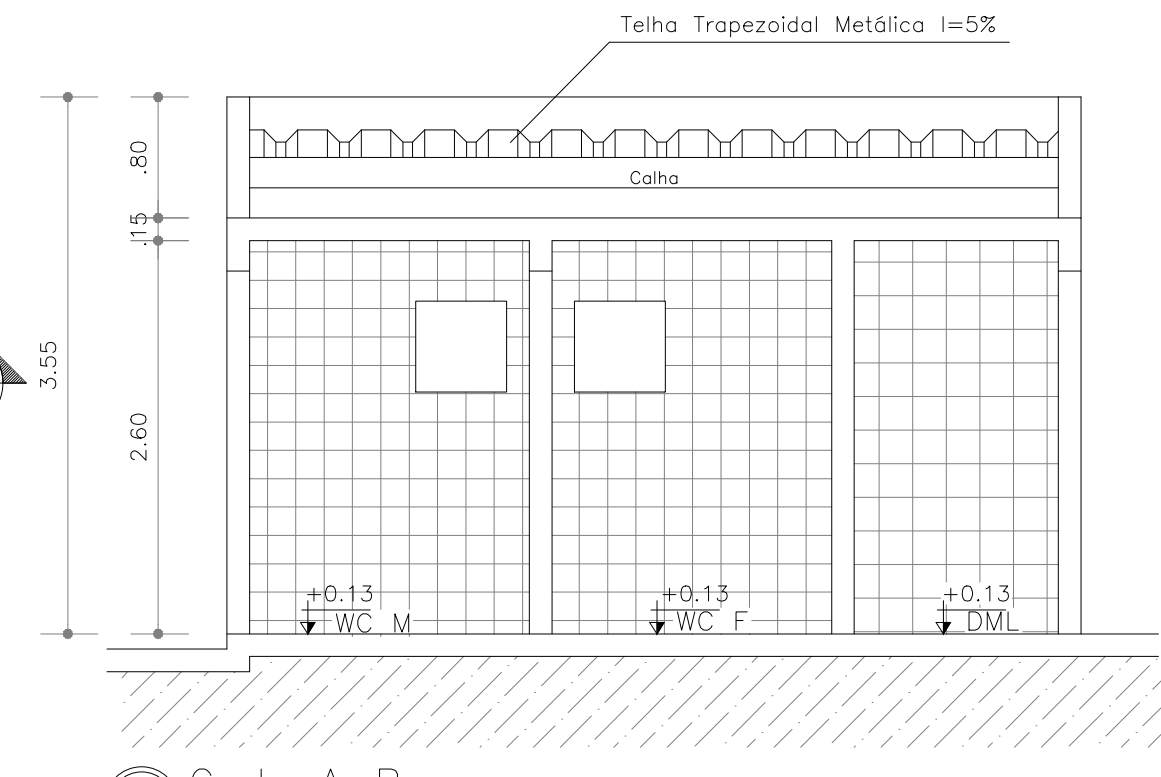 Telha Trapezoidal Metálica I=5%
.80
Calha
.15
3.55
2.60
+0.13
WC M
+0.13
WC F
+0.13
DML